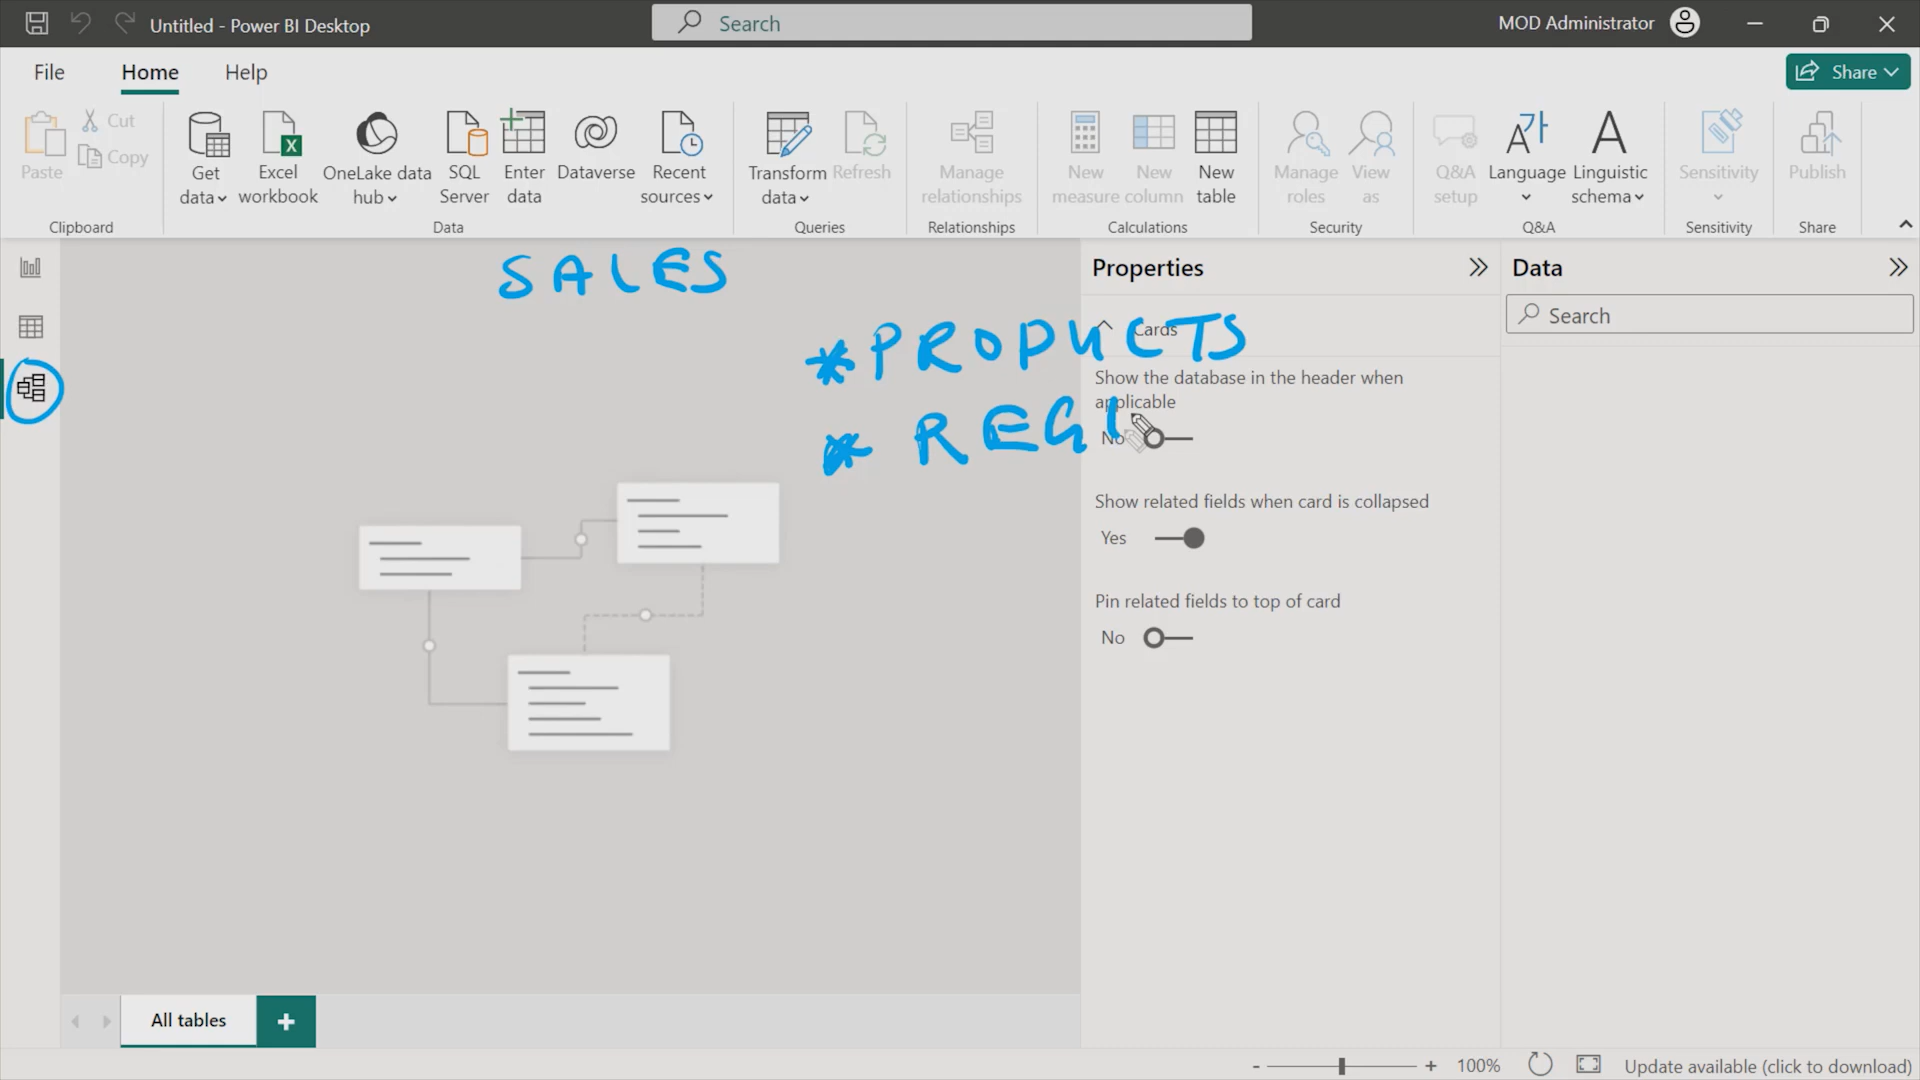 Untitled - Power BI Desktop
Search
MOD Administrator
File
Home
Help
Share
Paste
Cut
Copy
Clipboard
Get data
Excel workbook
OneLake data hub
SQL Server
Enter data
Dataverse
Recent sources
Data
Transform data
Refresh
Queries
Manage relationships
Relationships
New measure
New column
New table
Calculations
Manage roles
View as
Security
Q&A setup
Language
Linguistic schema
Q&A
Sensitivity
Sensitivity
Publish
Share
SALES
*PRODUCTS
* REGI
Properties
Cards
Show the database in the header when
applicable
No
Show related fields when card is collapsed
Yes
Pin related fields to top of card
No
Data
Search
All tables
- + 100%
Update available (click to download)